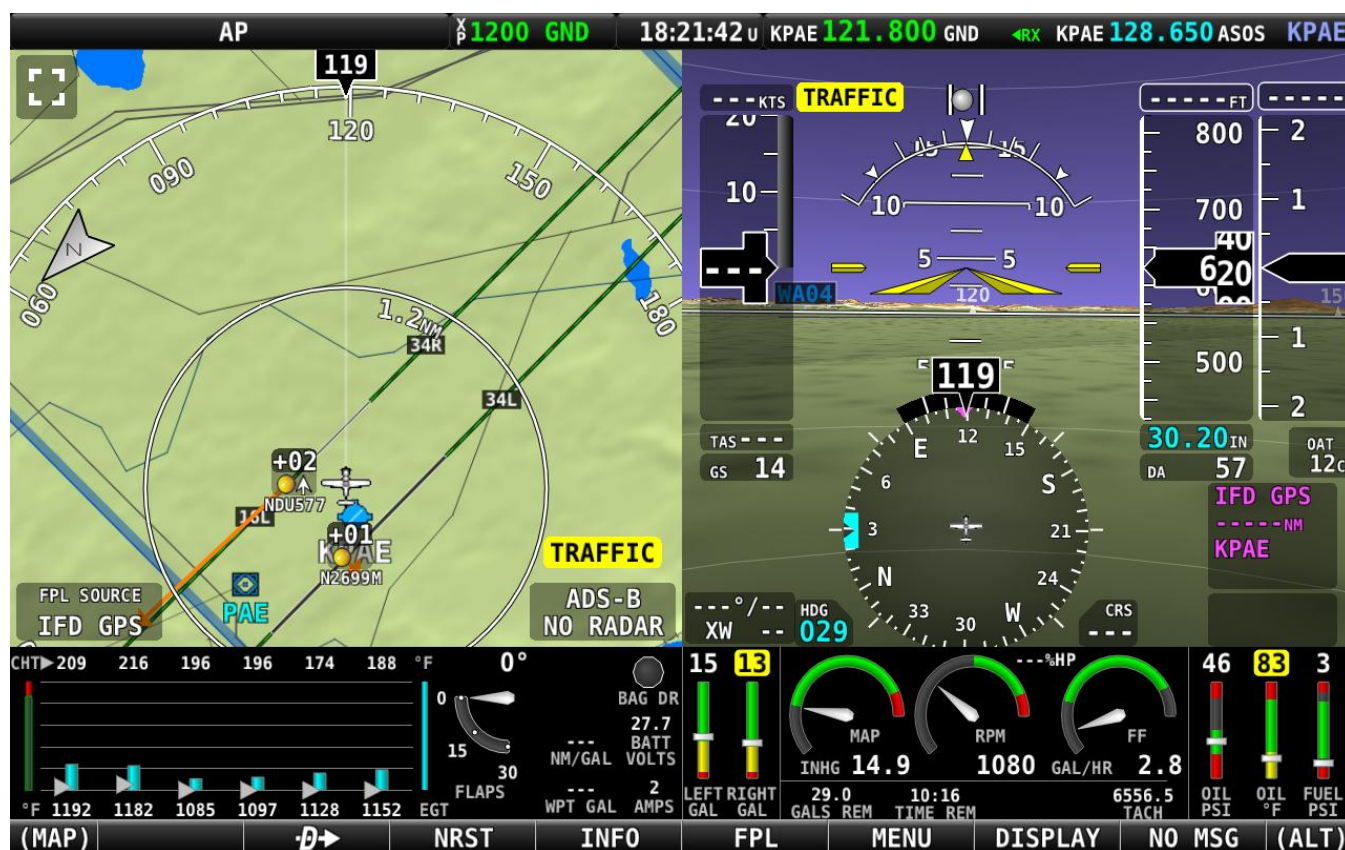 AP
XP 1200 GND
18:21:42 U
KPAE 121.800 GND
◀RX KPAE 128.650 ASOS
KPAE
119
120
090
150
060
180
N
1.2NM
34R
34L
+02
NDU577
16L
+01
KPAE
N2699M
PAE
TRAFFIC
FPL SOURCE
IFD GPS
ADS-B
NO RADAR
---KTS
TRAFFIC
-----FT
-----
20
10
---
TAS ---
GS 14
WA04
15 15
10 10
5 5
120
5 5
800
700
40
620
500
30.20IN
DA 57
2
1
15
1
2
OAT
12C
IFD GPS
-----NM
KPAE
119
12
E 15
6 S
3 21
N 24
33 W
30
---°/--
XW --
HDG
029
CRS
---
CHT▶209 216 196 196 174 188 °F
°F 1192 1182 1085 1097 1128 1152 EGT
0°
0
15
30
FLAPS
BAG DR
27.7
BATT
VOLTS
---
NM/GAL
---
WPT GAL
2
AMPS
15 13
LEFT RIGHT
GAL GAL
MAP
INHG 14.9
RPM
1080
---%HP
FF
GAL/HR 2.8
29.0
GALS REM
10:16
TIME REM
6556.5
TACH
46 83 3
OIL OIL FUEL
PSI °F PSI
(MAP) D NRST INFO FPL MENU DISPLAY NO MSG (ALT)